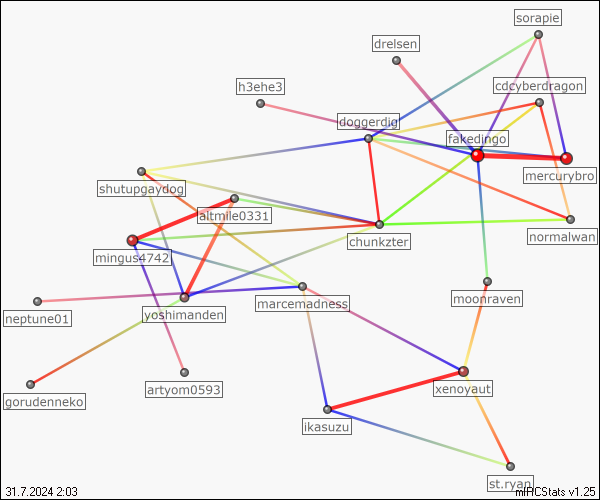 sorapie
drelsen
h3ehe3
cdcyberdragon
doggerdig
fakedingo
mercurybro
shutupgaydog
altmile0331
normalwan
chunkzter
mingus4742
moonraven
marcemadness
neptune01
yoshimanden
artyom0593
xenoyaut
gorudenneko
ikasuzu
st.ryan
31.7.2024 2:03
mIRCStats v1.25